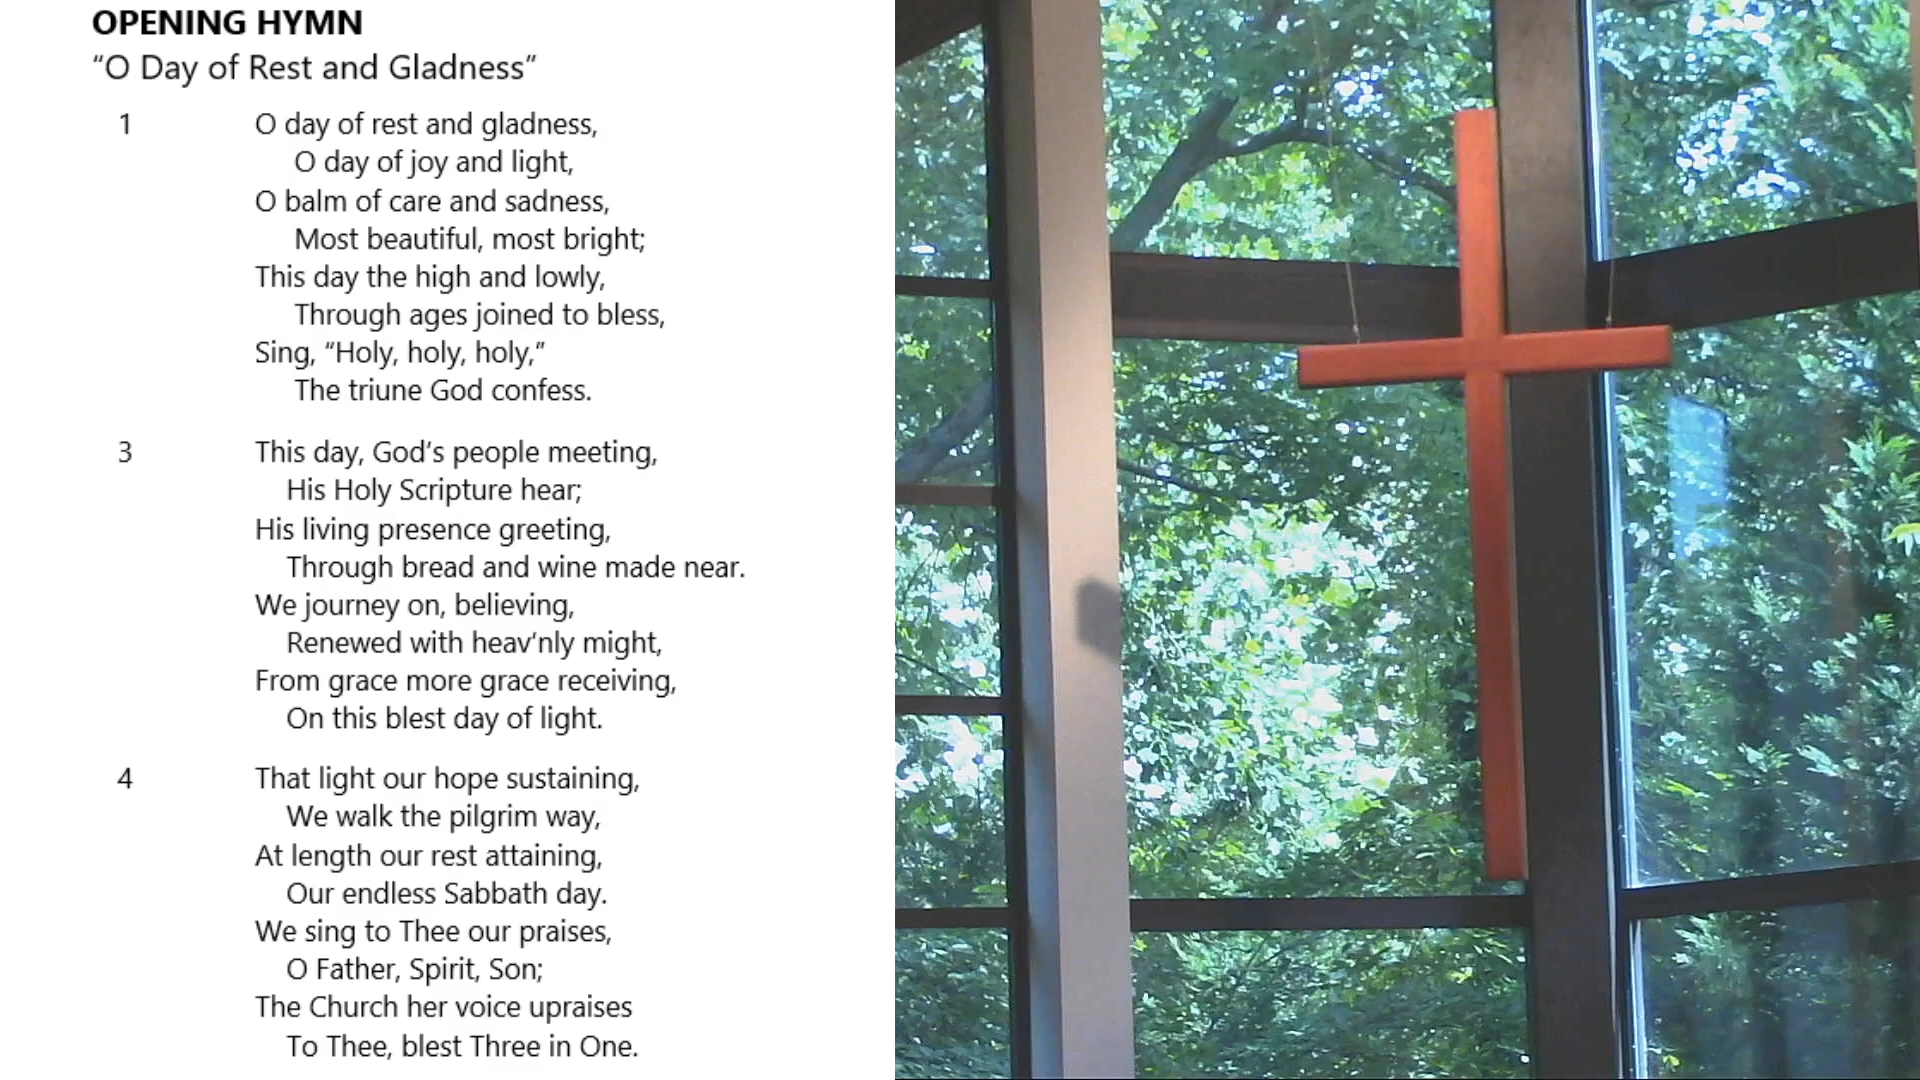 OPENING HYMN
“O Day of Rest and Gladness”
1 O day of rest and gladness,
O day of joy and light,
O balm of care and sadness,
Most beautiful, most bright;
This day the high and lowly,
Through ages joined to bless,
Sing, “Holy, holy, holy,”
The triune God confess.
3 This day, God’s people meeting,
His Holy Scripture hear;
His living presence greeting,
Through bread and wine made near.
We journey on, believing,
Renewed with heav’nly might,
From grace more grace receiving,
On this blest day of light.
4 That light our hope sustaining,
We walk the pilgrim way,
At length our rest attaining,
Our endless Sabbath day.
We sing to Thee our praises,
O Father, Spirit, Son;
The Church her voice upraises
To Thee, blest Three in One.